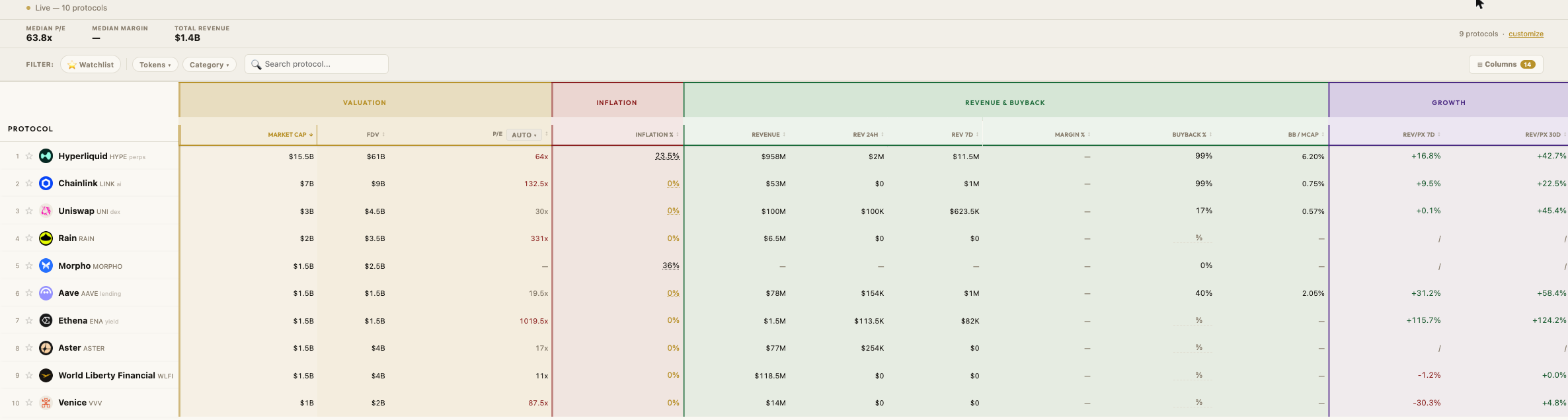 Live — 10 protocols
MEDIAN P/E MEDIAN MARGIN TOTAL REVENUE
63.8x — $1.4B
9 protocols · customize
FILTER: Watchlist Tokens Category Search protocol... Columns 14
VALUATION INFLATION REVENUE & BUYBACK GROWTH
PROTOCOL MARKET CAP FDV P/E AUTO INFLATION % REVENUE REV 24H REV 7D MARGIN % BUYBACK % BB / MCAP REV/PX 7D REV/PX 30D
1 Hyperliquid HYPE perps $15.5B $61B 64x 23.5% $958M $2M $11.5M — 99% 6.20% +16.8% +42.7%
2 Chainlink LINK ai $7B $9B 132.5x 0% $53M $0 $1M — 99% 0.75% +9.5% +22.5%
3 Uniswap UNI dex $3B $4.5B 30x 0% $100M $100K $623.5K — 17% 0.57% +0.1% +45.4%
4 Rain RAIN $2B $3.5B 331x 0% $6.5M $0 $0 — % — / /
5 Morpho MORPHO $1.5B $2.5B — 36% — — — — 0% — / /
6 Aave AAVE lending $1.5B $1.5B 19.5x 0% $78M $154K $1M — 40% 2.05% +31.2% +58.4%
7 Ethena ENA yield $1.5B $1.5B 1019.5x 0% $1.5M $113.5K $82K — % — +115.7% +124.2%
8 Aster ASTER $1.5B $4B 17x 0% $77M $254K $0 — % — / /
9 World Liberty Financial WLFI $1.5B $4B 11x 0% $118.5M $0 $0 — % — -1.2% +0.0%
10 Venice VVV $1B $2B 87.5x 0% $14M $0 $0 — % — -30.3% +4.8%